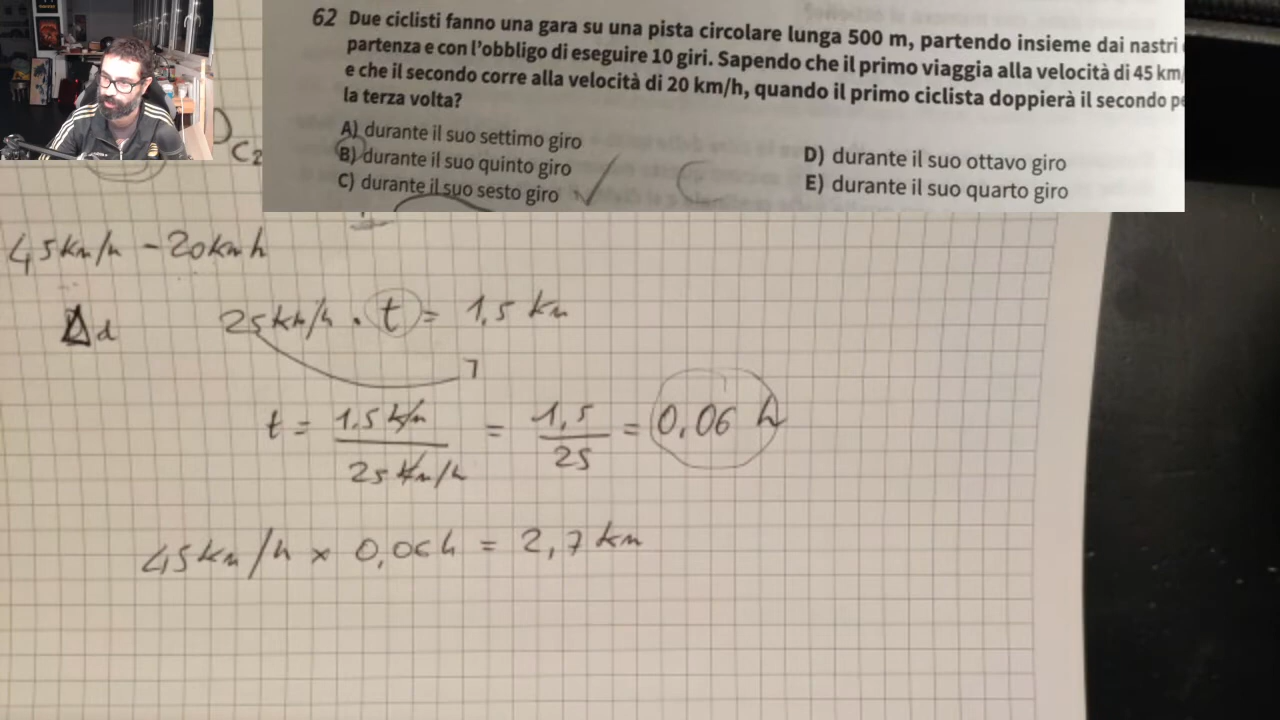 62 Due ciclisti fanno una gara su una pista circolare lunga 500 m, partendo insieme dai nastri
partenza e con l'obbligo di eseguire 10 giri. Sapendo che il primo viaggia alla velocità di 45 km/
e che il secondo corre alla velocità di 20 km/h, quando il primo ciclista doppierà il secondo pe
la terza volta?
A) durante il suo settimo giro
B) durante il suo quinto giro
C) durante il suo sesto giro
D) durante il suo ottavo giro
E) durante il suo quarto giro
C2
45km/h - 20kmh
Δd 25km/h . t = 1,5 km
t = 1.5 km / 25 km/h = 1,5 / 25 = 0,06 h
45km/h × 0,06h = 2,7 km